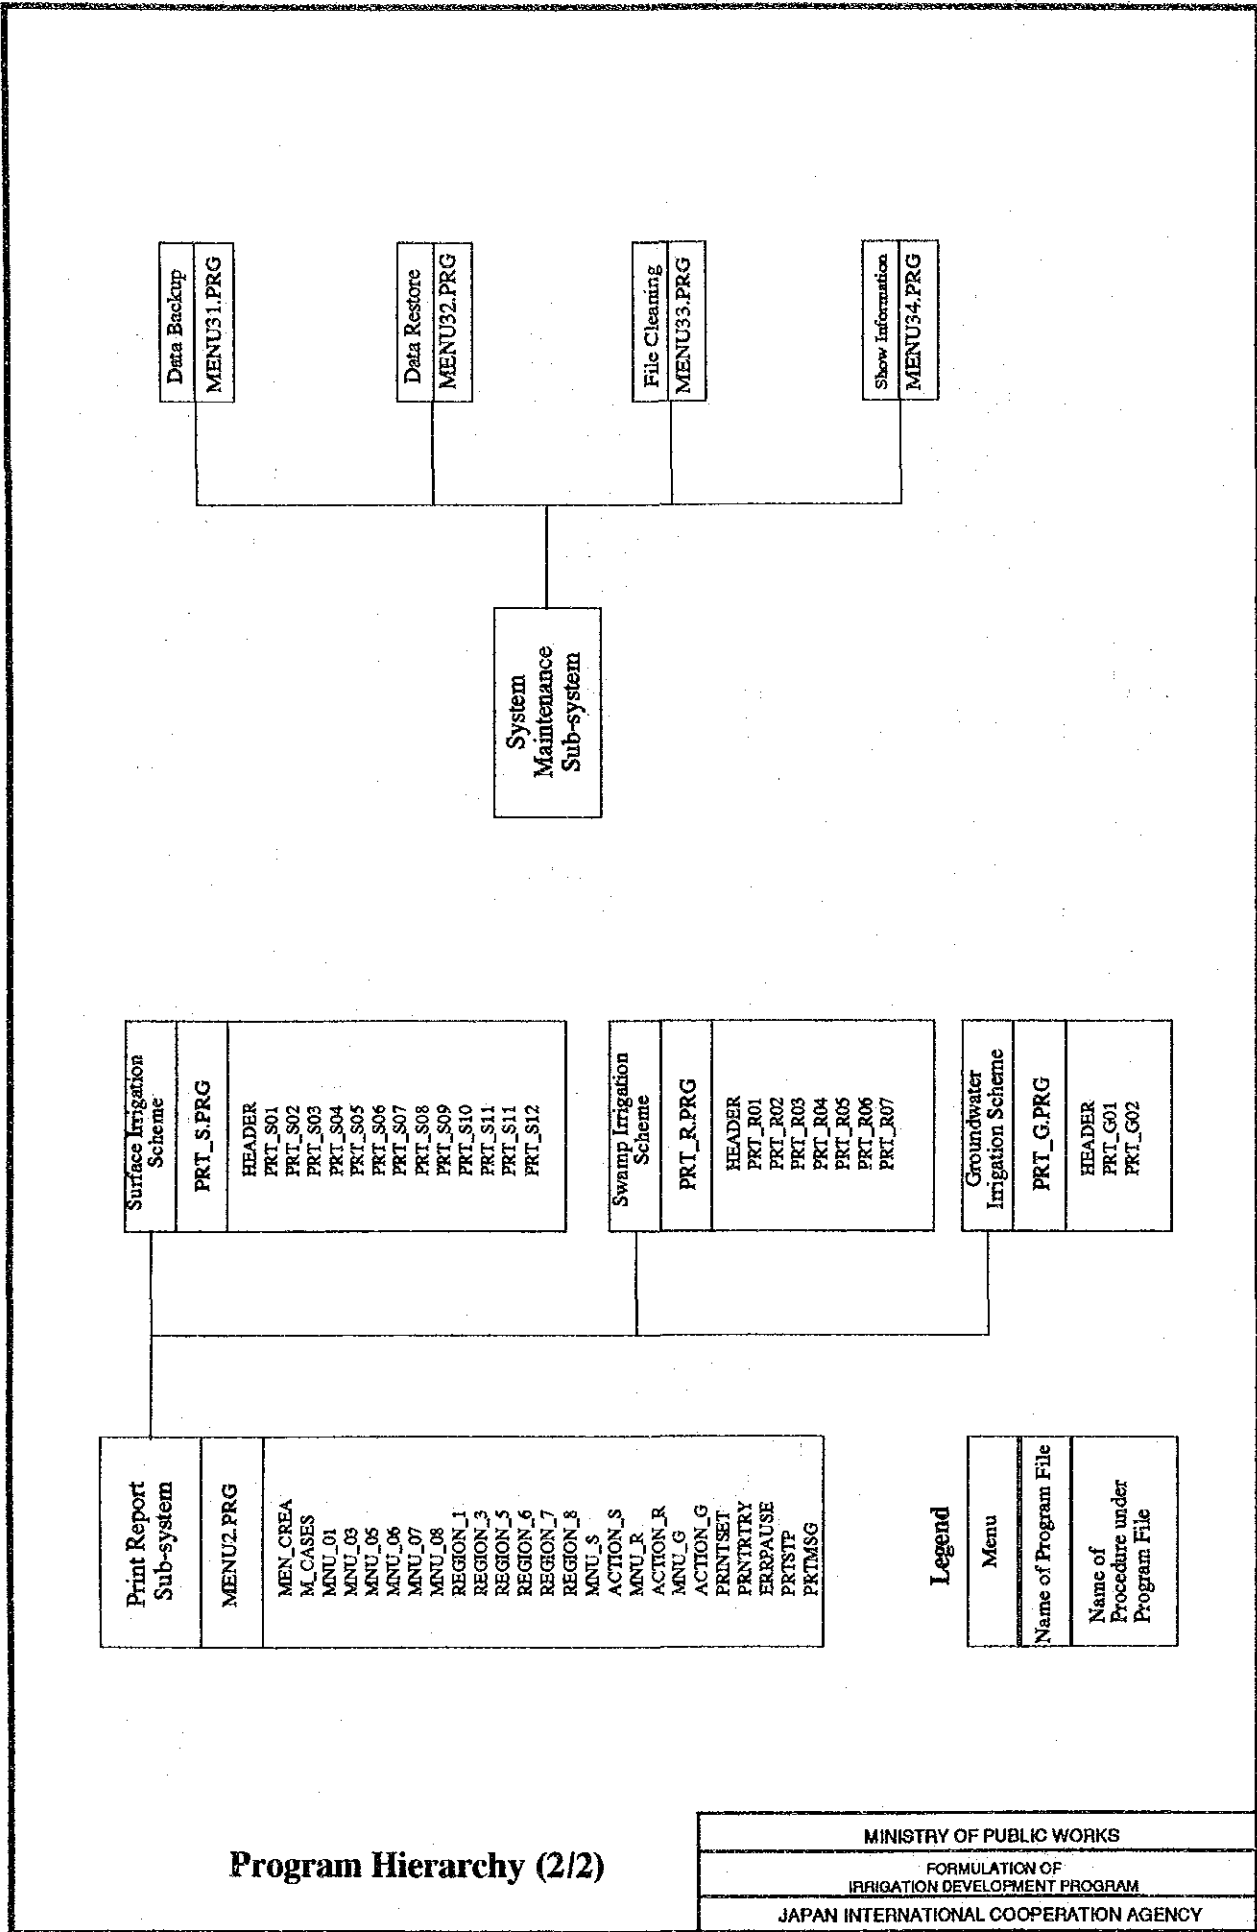 Print Report
Sub-system
MENU2.PRG
MEN_CREA
M_CASES
MNU_01
MNU_03
MNU_05
MNU_06
MNU_07
MNU_08
REGION_1
REGION_3
REGION_5
REGION_6
REGION_7
REGION_8
MNU_S
ACTION_S
MNU_R
ACTION_R
MNU_G
ACTION_G
PRINTSET
PRNTRTRY
ERRPAUSE
PRTSTP
PRTMSG
Surface Irrigation
Scheme
PRT_S.PRG
HEADER
PRT_S01
PRT_S02
PRT_S03
PRT_S04
PRT_S05
PRT_S06
PRT_S07
PRT_S08
PRT_S09
PRT_S10
PRT_S11
PRT_S11
PRT_S12
Swamp Irrigation
Scheme
PRT_R.PRG
HEADER
PRT_R01
PRT_R02
PRT_R03
PRT_R04
PRT_R05
PRT_R06
PRT_R07
Groundwater
Irrigation Scheme
PRT_G.PRG
HEADER
PRT_G01
PRT_G02
System
Maintenance
Sub-system
Data Backup
MENU31.PRG
Data Restore
MENU32.PRG
File Cleaning
MENU33.PRG
Show Information
MENU34.PRG
Legend
Menu
Name of Program File
Name of
Procedure under
Program File
Program Hierarchy (2/2)
MINISTRY OF PUBLIC WORKS
FORMULATION OF
IRRIGATION DEVELOPMENT PROGRAM
JAPAN INTERNATIONAL COOPERATION AGENCY